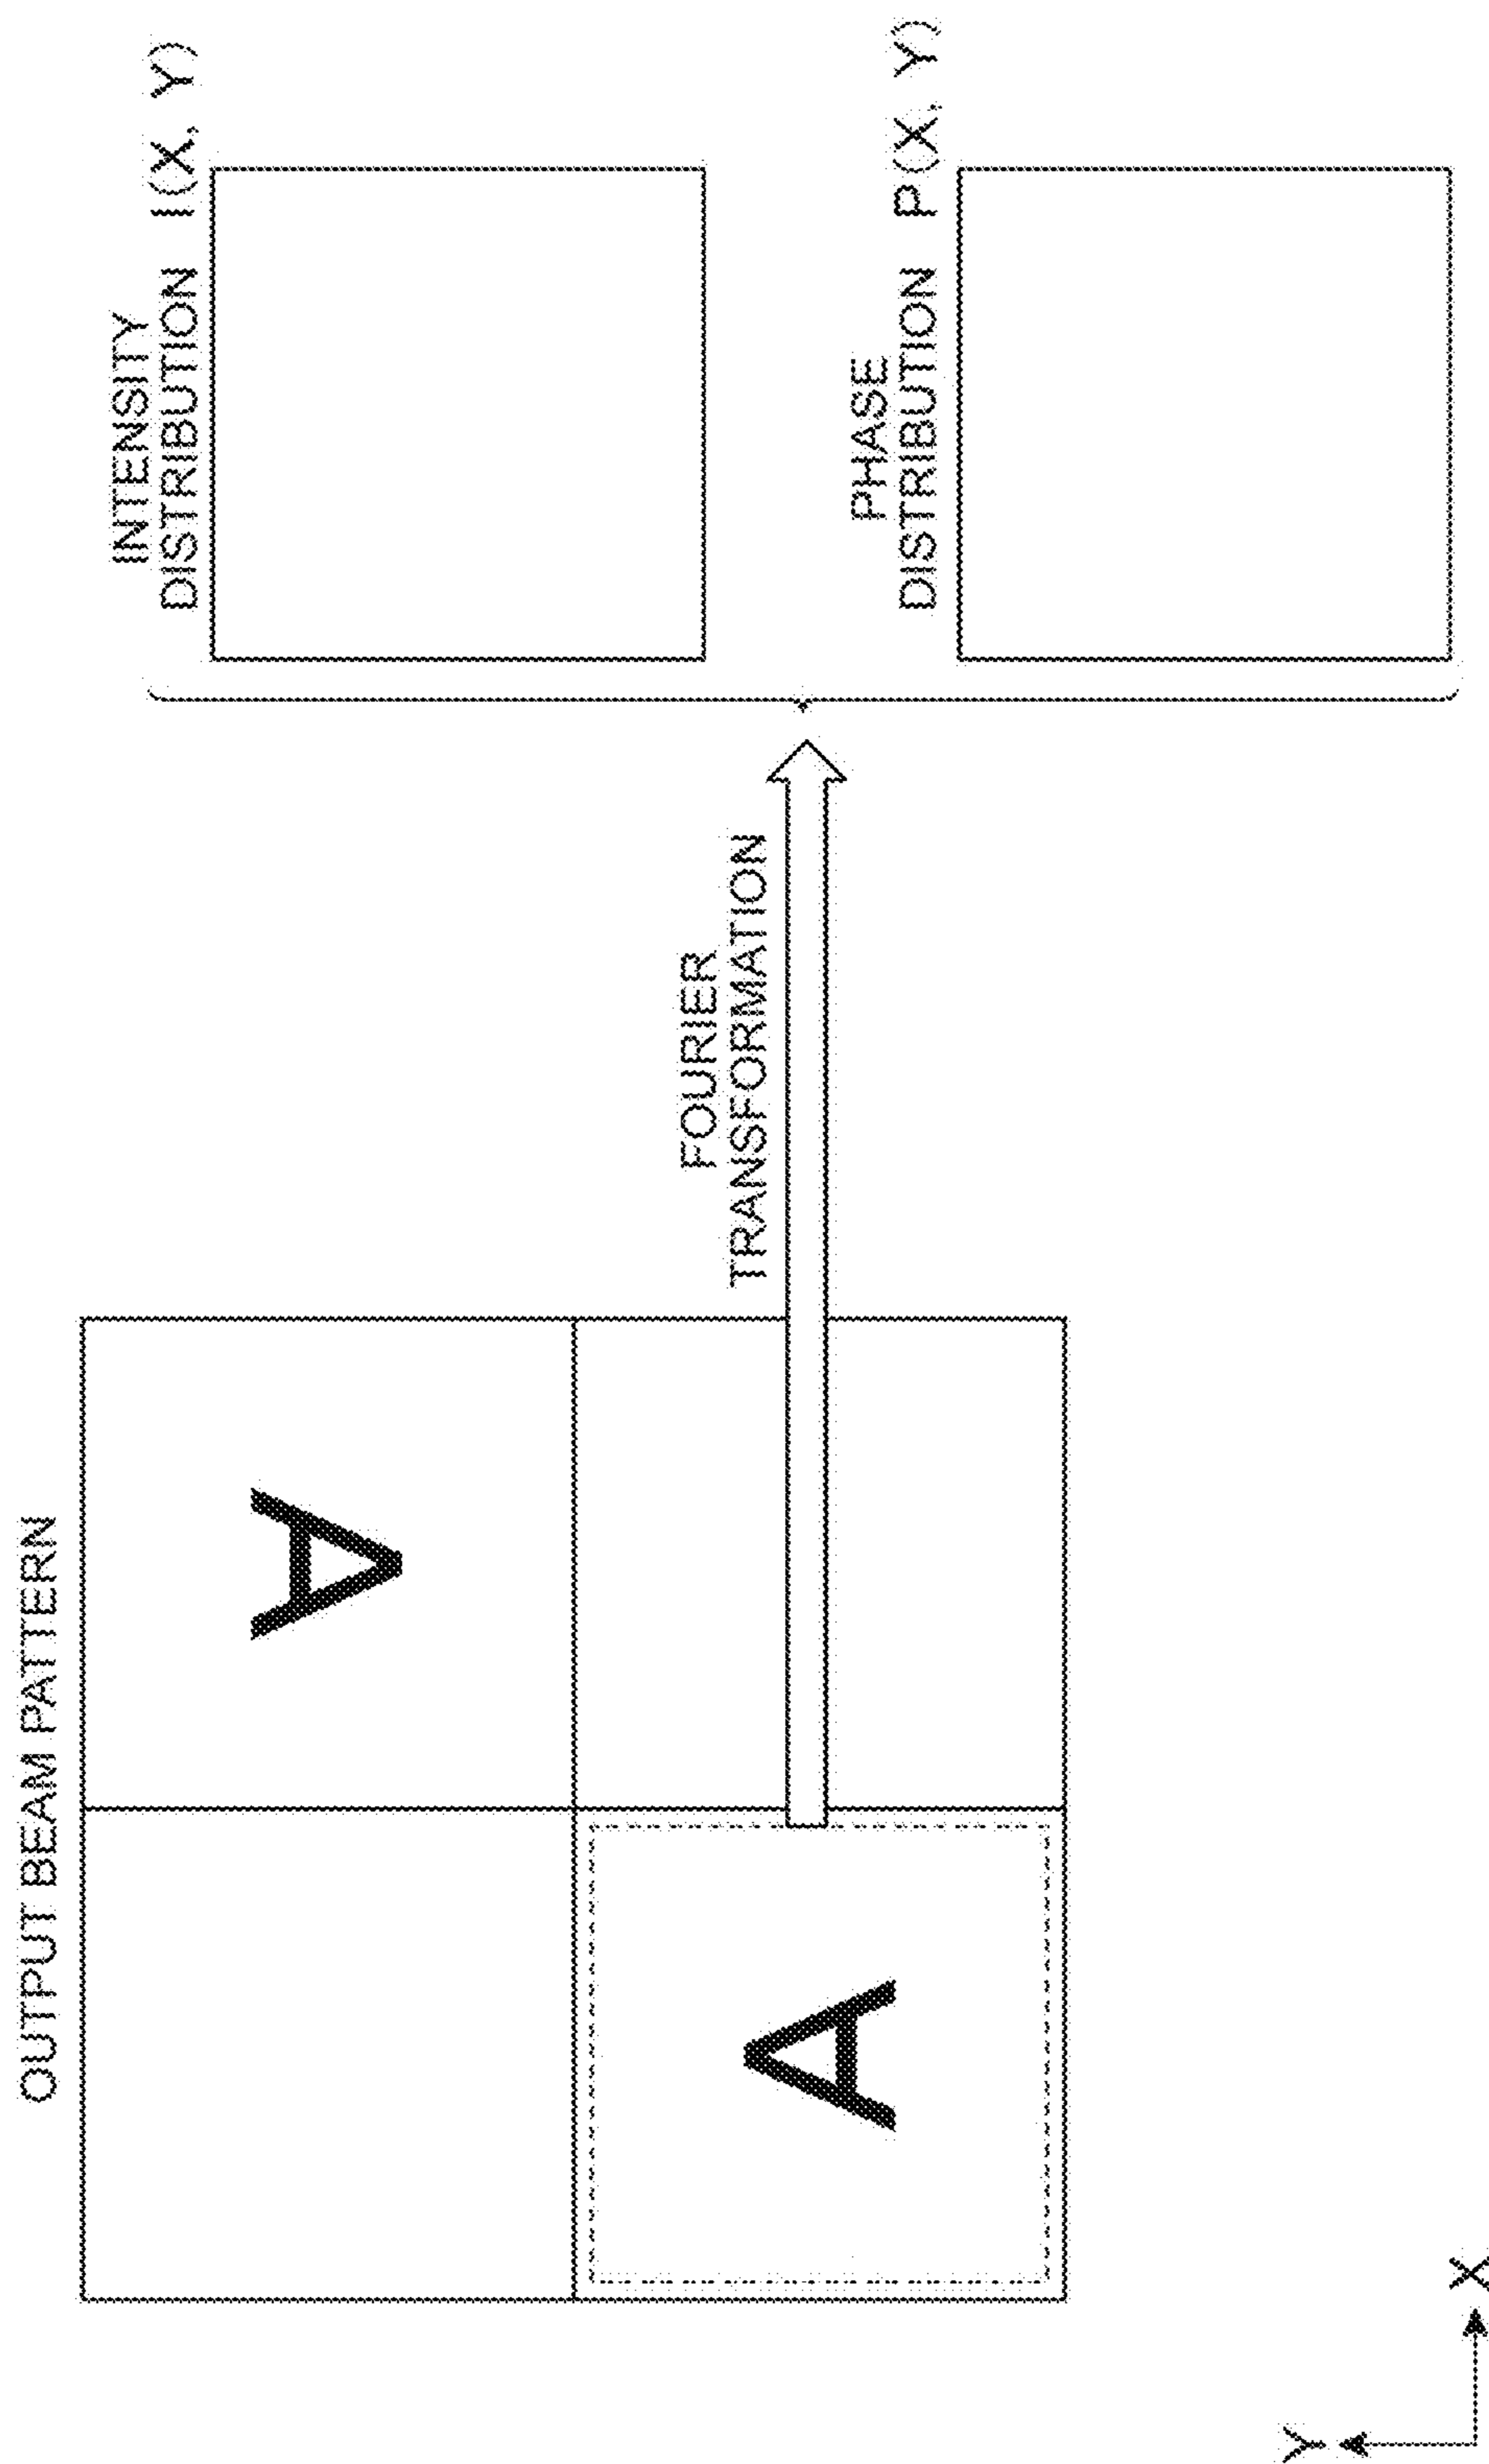 OUTPUT BEAM PATTERN
A
A
FOURIER
TRANSFORMATION
INTENSITY
DISTRIBUTION I(X, Y)
PHASE
DISTRIBUTION P(X, Y)
Y
X